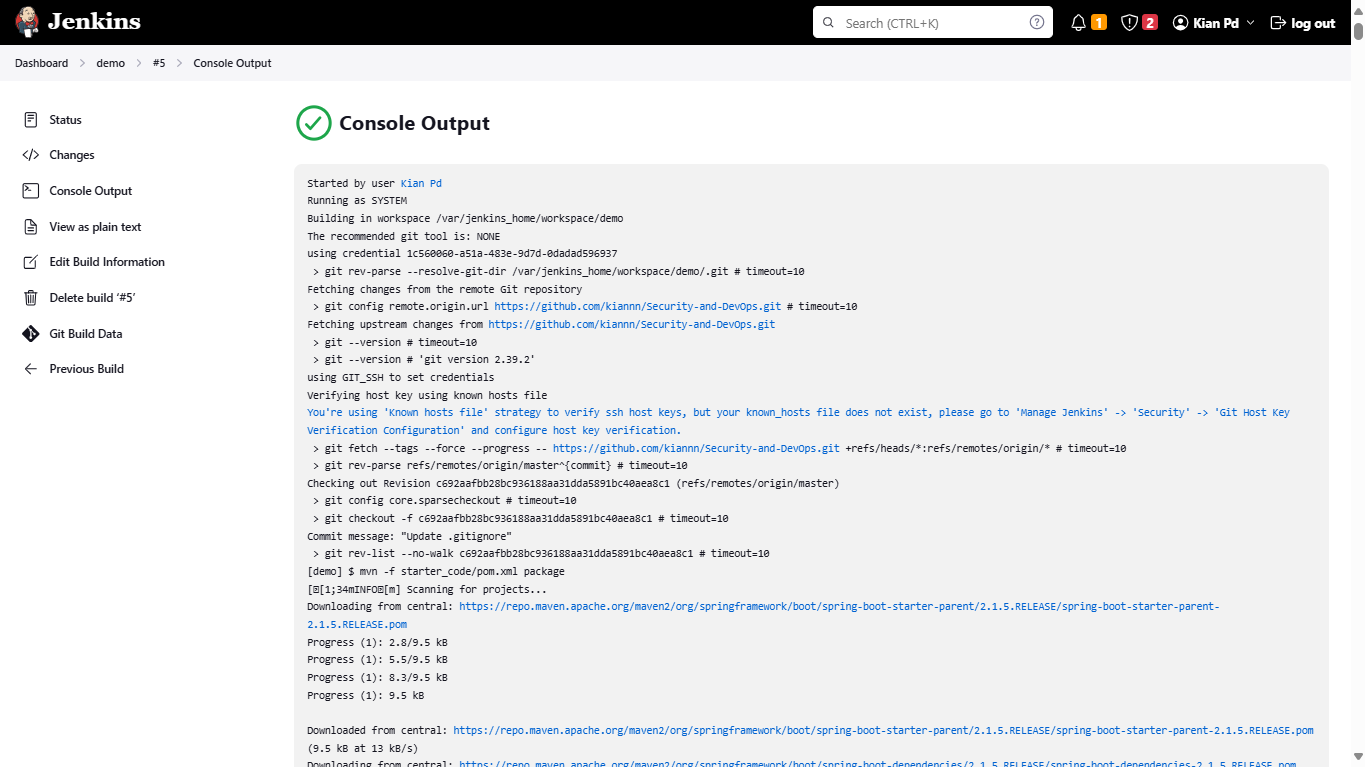 Jenkins
Search (CTRL+K)
1
2
Kian Pd
log out
Dashboard
demo
#5
Console Output
Status
Changes
Console Output
View as plain text
Edit Build Information
Delete build ‘#5’
Git Build Data
Previous Build
Console Output
Started by user Kian Pd
Running as SYSTEM
Building in workspace /var/jenkins_home/workspace/demo
The recommended git tool is: NONE
using credential 1c560060-a51a-483e-9d7d-0dadad596937
 > git rev-parse --resolve-git-dir /var/jenkins_home/workspace/demo/.git # timeout=10
Fetching changes from the remote Git repository
 > git config remote.origin.url https://github.com/kiannn/Security-and-DevOps.git # timeout=10
Fetching upstream changes from https://github.com/kiannn/Security-and-DevOps.git
 > git --version # timeout=10
 > git --version # 'git version 2.39.2'
using GIT_SSH to set credentials
Verifying host key using known hosts file
You're using 'Known hosts file' strategy to verify ssh host keys, but your known_hosts file does not exist, please go to 'Manage Jenkins' -> 'Security' -> 'Git Host Key
Verification Configuration' and configure host key verification.
 > git fetch --tags --force --progress -- https://github.com/kiannn/Security-and-DevOps.git +refs/heads/*:refs/remotes/origin/* # timeout=10
 > git rev-parse refs/remotes/origin/master^{commit} # timeout=10
Checking out Revision c692aafbb28bc936188aa31dda5891bc40aea8c1 (refs/remotes/origin/master)
 > git config core.sparsecheckout # timeout=10
 > git checkout -f c692aafbb28bc936188aa31dda5891bc40aea8c1 # timeout=10
Commit message: "Update .gitignore"
 > git rev-list --no-walk c692aafbb28bc936188aa31dda5891bc40aea8c1 # timeout=10
[demo] $ mvn -f starter_code/pom.xml package
[[1;34mINFO[m] Scanning for projects...
Downloading from central: https://repo.maven.apache.org/maven2/org/springframework/boot/spring-boot-starter-parent/2.1.5.RELEASE/spring-boot-starter-parent-
2.1.5.RELEASE.pom
Progress (1): 2.8/9.5 kB
Progress (1): 5.5/9.5 kB
Progress (1): 8.3/9.5 kB
Progress (1): 9.5 kB
Downloaded from central: https://repo.maven.apache.org/maven2/org/springframework/boot/spring-boot-starter-parent/2.1.5.RELEASE/spring-boot-starter-parent-2.1.5.RELEASE.pom
(9.5 kB at 13 kB/s)
Downloading from central: https://repo.maven.apache.org/maven2/org/springframework/boot/spring-boot-dependencies/2.1.5.RELEASE/spring-boot-dependencies-2.1.5.RELEASE.pom